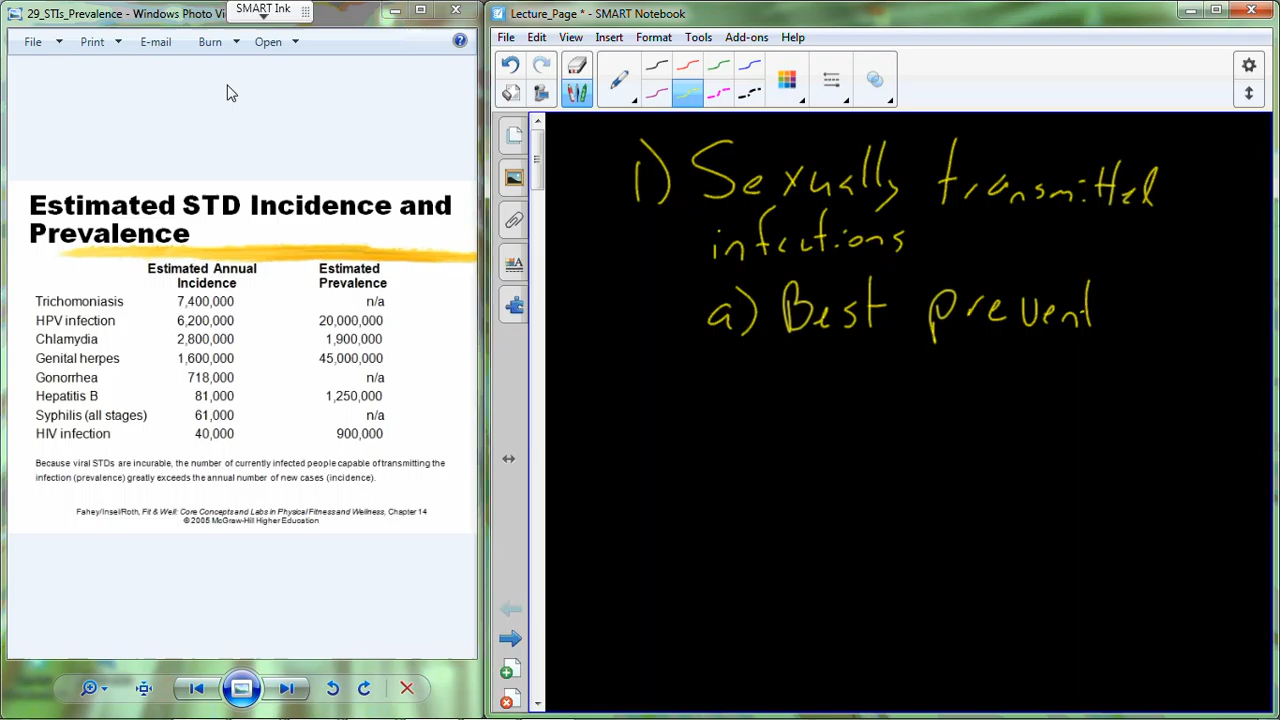 29_STIs_Prevalence - Windows Photo Vi
SMART Ink
File Print E-mail Burn Open
Estimated STD Incidence and
Prevalence
Estimated Annual Estimated
Incidence Prevalence
Trichomoniasis 7,400,000 n/a
HPV infection 6,200,000 20,000,000
Chlamydia 2,800,000 1,900,000
Genital herpes 1,600,000 45,000,000
Gonorrhea 718,000 n/a
Hepatitis B 81,000 1,250,000
Syphilis (all stages) 61,000 n/a
HIV infection 40,000 900,000
Because viral STDs are incurable, the number of currently infected people capable of transmitting the
infection (prevalence) greatly exceeds the annual number of new cases (incidence).
Fahey/Insel/Roth, Fit & Well: Core Concepts and Labs in Physical Fitness and Wellness, Chapter 14
© 2005 McGraw-Hill Higher Education
Lecture_Page * - SMART Notebook
File Edit View Insert Format Tools Add-ons Help
1) Sexually transmitted
infections
a) Best prevent